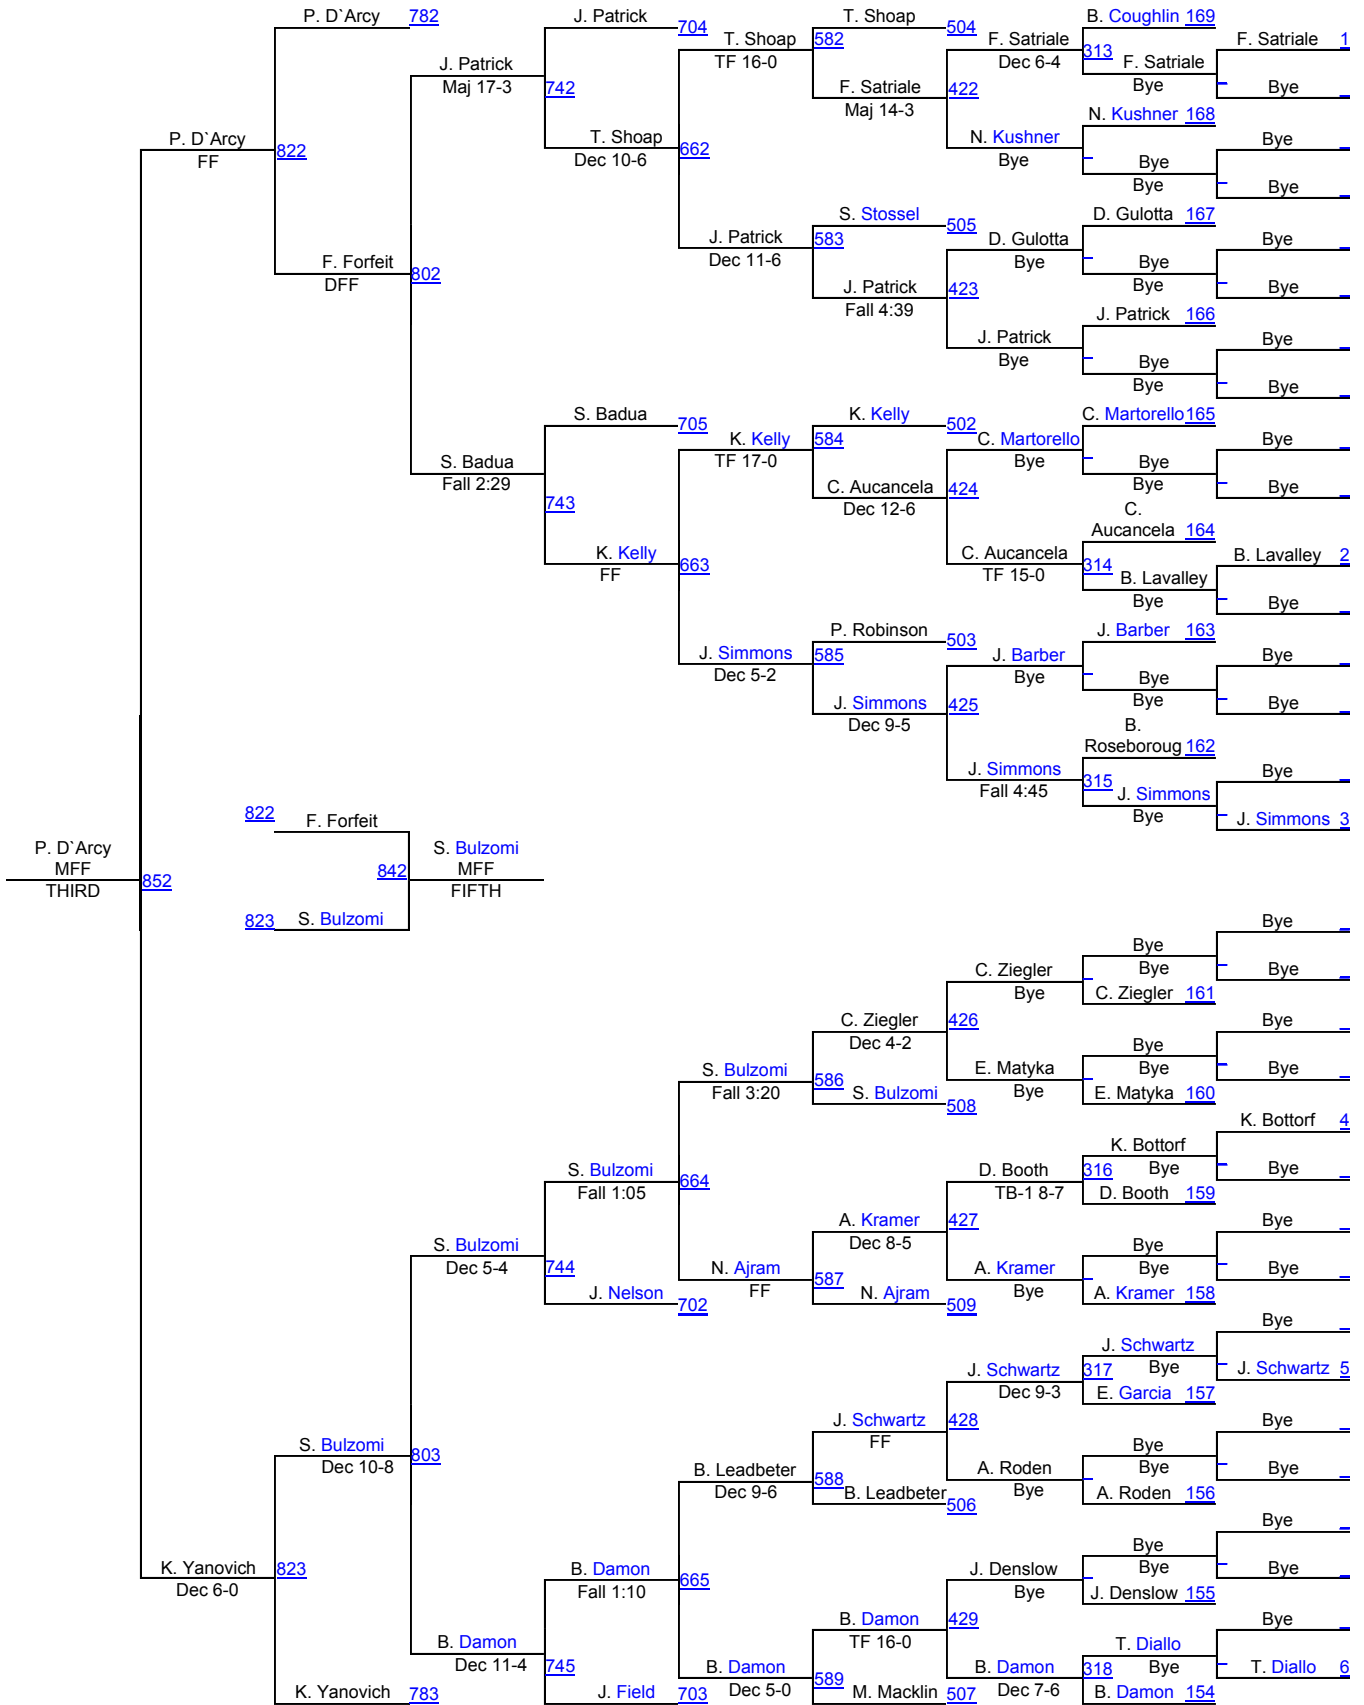 P. D`Arcy 782 J. Patrick 704 T. Shoap 504 B. Coughlin 169
T. Shoap 582 F. Satriale 313 F. Satriale 1
TF 16-0 Dec 6-4 F. Satriale
J. Patrick 742 F. Satriale 422 Bye Bye
Maj 17-3 Maj 14-3
N. Kushner 168
P. D`Arcy 822 T. Shoap 662 N. Kushner Bye
FF Dec 10-6 Bye Bye
Bye Bye
S. Stossel 505 D. Gulotta 167
J. Patrick 583 D. Gulotta Bye
Dec 11-6 Bye Bye
F. Forfeit 802 J. Patrick 423 Bye Bye
DFF Fall 4:39
J. Patrick 166
J. Patrick Bye
Bye Bye
Bye Bye
S. Badua 705 K. Kelly 502 C. Martorello 165
K. Kelly 584 C. Martorello Bye
TF 17-0 Bye Bye
S. Badua 743 C. Aucancela 424 Bye Bye
Fall 2:29 Dec 12-6
C.
Aucancela 164
K. Kelly 663 C. Aucancela 314 B. Lavalley 2
FF TF 15-0 B. Lavalley
Bye Bye
P. Robinson 503 J. Barber 163
J. Simmons 585 J. Barber Bye
Dec 5-2 Bye Bye
J. Simmons 425 Bye Bye
Dec 9-5
B.
Roseboroug 162
J. Simmons 315 Bye
Fall 4:45 J. Simmons
Bye J. Simmons 3
822 F. Forfeit
P. D`Arcy 852 842 S. Bulzomi
MFF MFF
THIRD FIFTH
823 S. Bulzomi
Bye
Bye
C. Ziegler Bye Bye
Bye C. Ziegler 161
C. Ziegler 426 Bye
Dec 4-2 Bye
S. Bulzomi 586 E. Matyka Bye Bye
Fall 3:20 S. Bulzomi 508 Bye E. Matyka 160
K. Bottorf 4
K. Bottorf
S. Bulzomi 664 D. Booth 316 Bye Bye
Fall 1:05 TB-1 8-7 D. Booth 159
A. Kramer 427 Bye
Dec 8-5 Bye
S. Bulzomi 744 N. Ajram 587 A. Kramer Bye Bye
Dec 5-4 J. Nelson 702 FF N. Ajram 509 Bye A. Kramer 158
Bye
J. Schwartz
J. Schwartz 317 Bye J. Schwartz 5
Dec 9-3 E. Garcia 157
J. Schwartz 428 Bye
FF Bye
S. Bulzomi 803 B. Leadbeter 588 A. Roden Bye Bye
Dec 10-8 Dec 9-6 B. Leadbeter 506 Bye A. Roden 156
Bye
Bye
K. Yanovich 823 B. Damon 665 J. Denslow Bye Bye
Dec 6-0 Fall 1:10 Bye J. Denslow 155
B. Damon 429 Bye
TF 16-0 T. Diallo
B. Damon 745 B. Damon 589 B. Damon 318 Bye T. Diallo 6
Dec 11-4 Dec 5-0 Dec 7-6
K. Yanovich 783 J. Field 703 M. Macklin 507 B. Damon 154